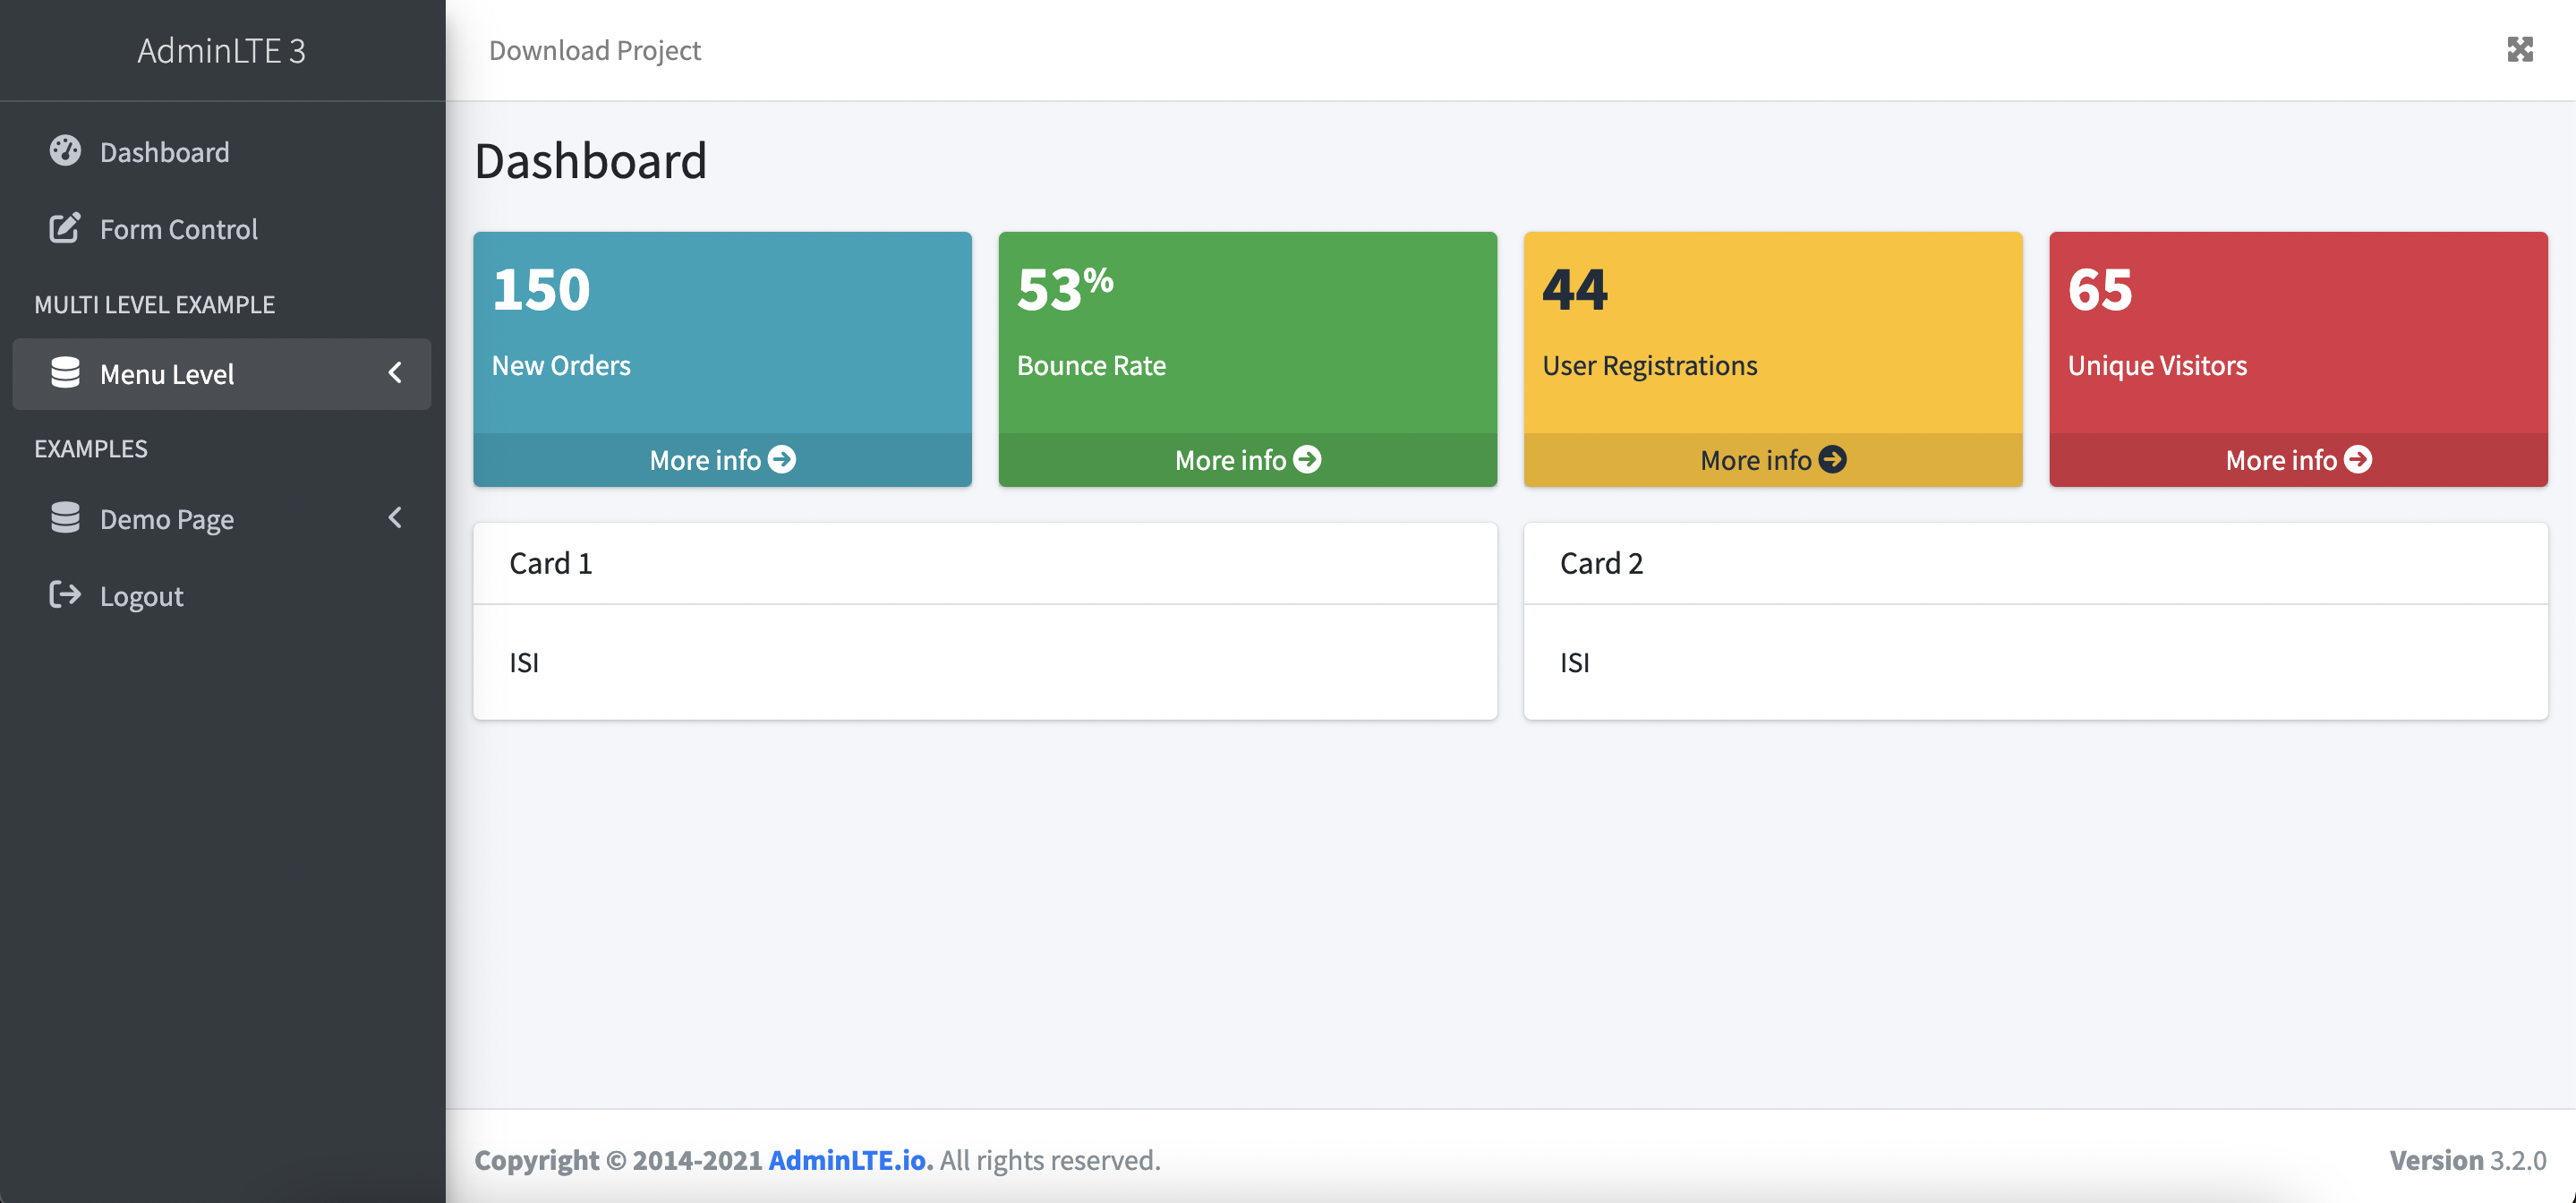 AdminLTE 3
Download Project
Dashboard
Form Control
MULTI LEVEL EXAMPLE
Menu Level
EXAMPLES
Demo Page
Logout
Dashboard
150
New Orders
More info
53%
Bounce Rate
More info
44
User Registrations
More info
65
Unique Visitors
More info
Card 1
ISI
Card 2
ISI
Copyright © 2014-2021 AdminLTE.io. All rights reserved.
Version 3.2.0